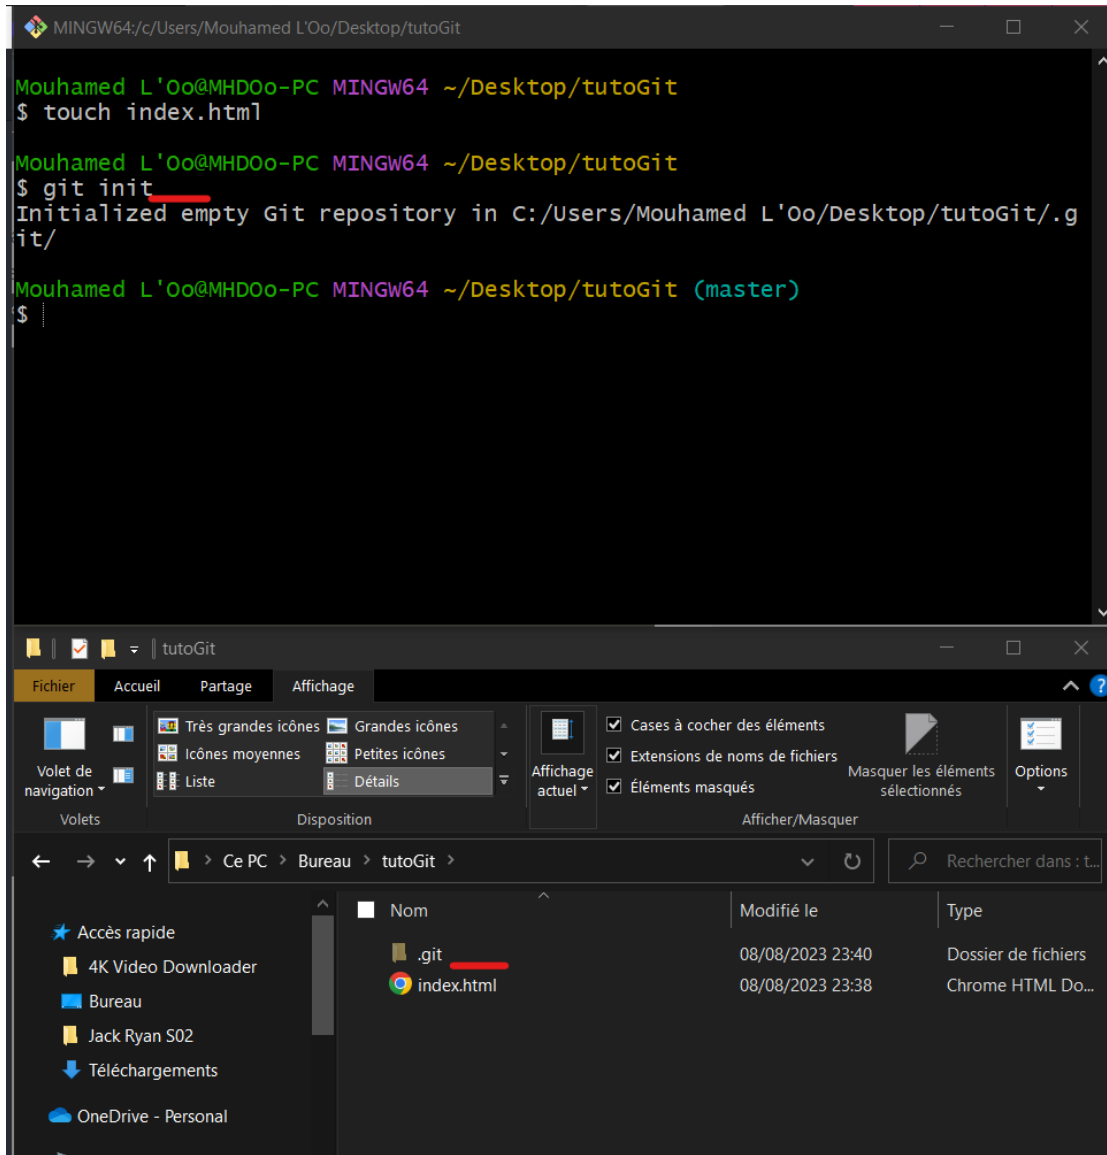 MINGW64:/c/Users/Mouhamed L'Oo/Desktop/tutoGit
Mouhamed L'Oo@MHDOo-PC MINGW64 ~/Desktop/tutoGit
$ touch index.html
Mouhamed L'Oo@MHDOo-PC MINGW64 ~/Desktop/tutoGit
$ git init
Initialized empty Git repository in C:/Users/Mouhamed L'Oo/Desktop/tutoGit/.g
it/
Mouhamed L'Oo@MHDOo-PC MINGW64 ~/Desktop/tutoGit (master)
$
tutoGit
Fichier Accueil Partage Affichage
Très grandes icônes Grandes icônes
Icônes moyennes Petites icônes
Liste Détails
Volet de
navigation
Volets
Disposition
Affichage
actuel
Cases à cocher des éléments
Extensions de noms de fichiers
Éléments masqués
Masquer les éléments
sélectionnés
Afficher/Masquer
Options
Ce PC > Bureau > tutoGit >
Rechercher dans : t...
Nom Modifié le Type
.git 08/08/2023 23:40 Dossier de fichiers
index.html 08/08/2023 23:38 Chrome HTML Do...
Accès rapide
4K Video Downloader
Bureau
Jack Ryan S02
Téléchargements
OneDrive - Personal